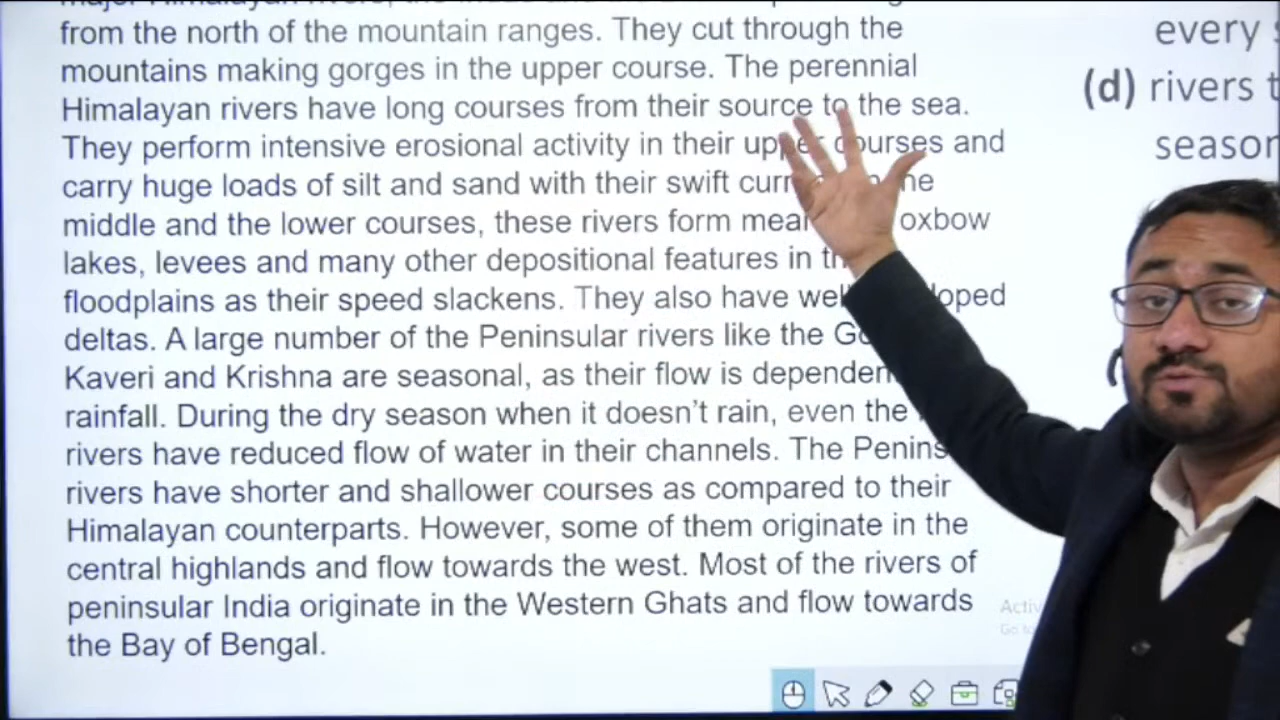 from the north of the mountain ranges. They cut through the
mountains making gorges in the upper course. The perennial
Himalayan rivers have long courses from their source to the sea.
They perform intensive erosional activity in their upper courses and
carry huge loads of silt and sand with their swift
middle and the lower courses, these rivers form oxbow
lakes, levees and many other depositional features in
floodplains as their speed slackens. They also have
deltas. A large number of the Peninsular rivers like the
Kaveri and Krishna are seasonal, as their flow is
rainfall. During the dry season when it doesn't rain, even the
rivers have reduced flow of water in their channels. The
rivers have shorter and shallower courses as compared to their
Himalayan counterparts. However, some of them originate in the
central highlands and flow towards the west. Most of the rivers of
peninsular India originate in the Western Ghats and flow towards
the Bay of Bengal.
every
(d) rivers